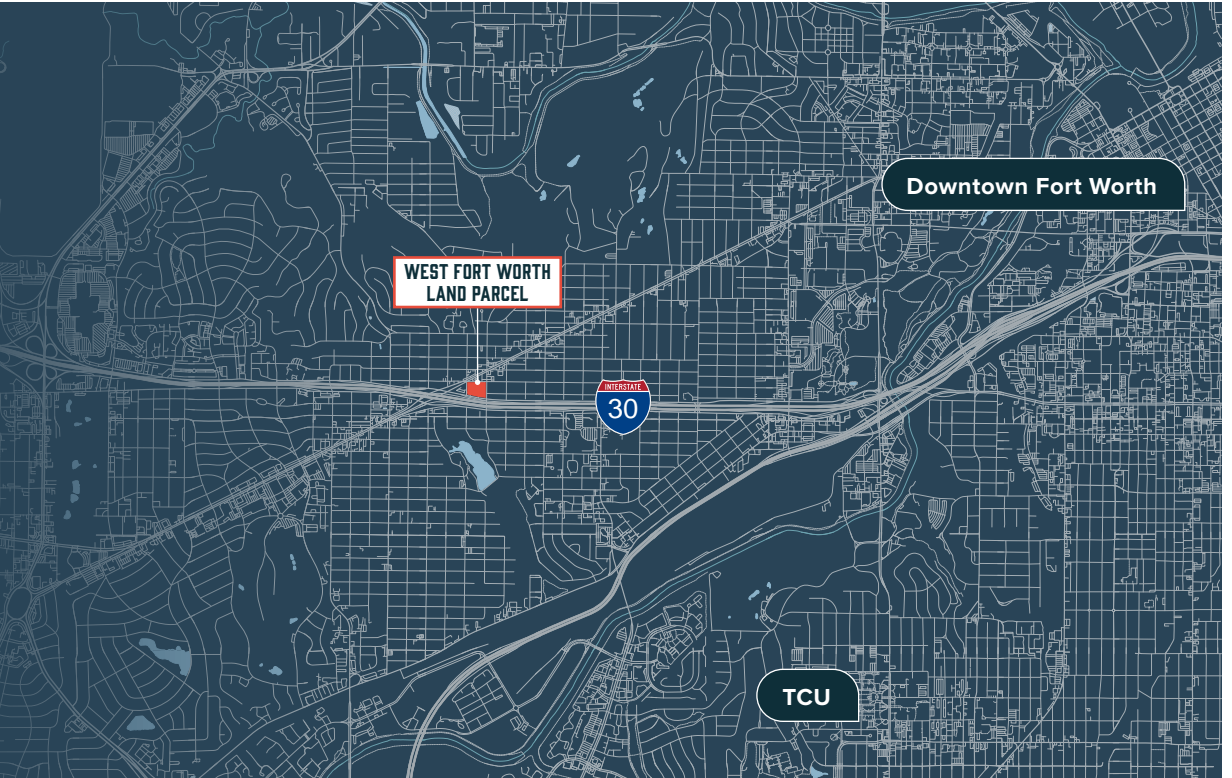 Downtown Fort Worth
WEST FORT WORTH
LAND PARCEL
INTERSTATE
30
TCU